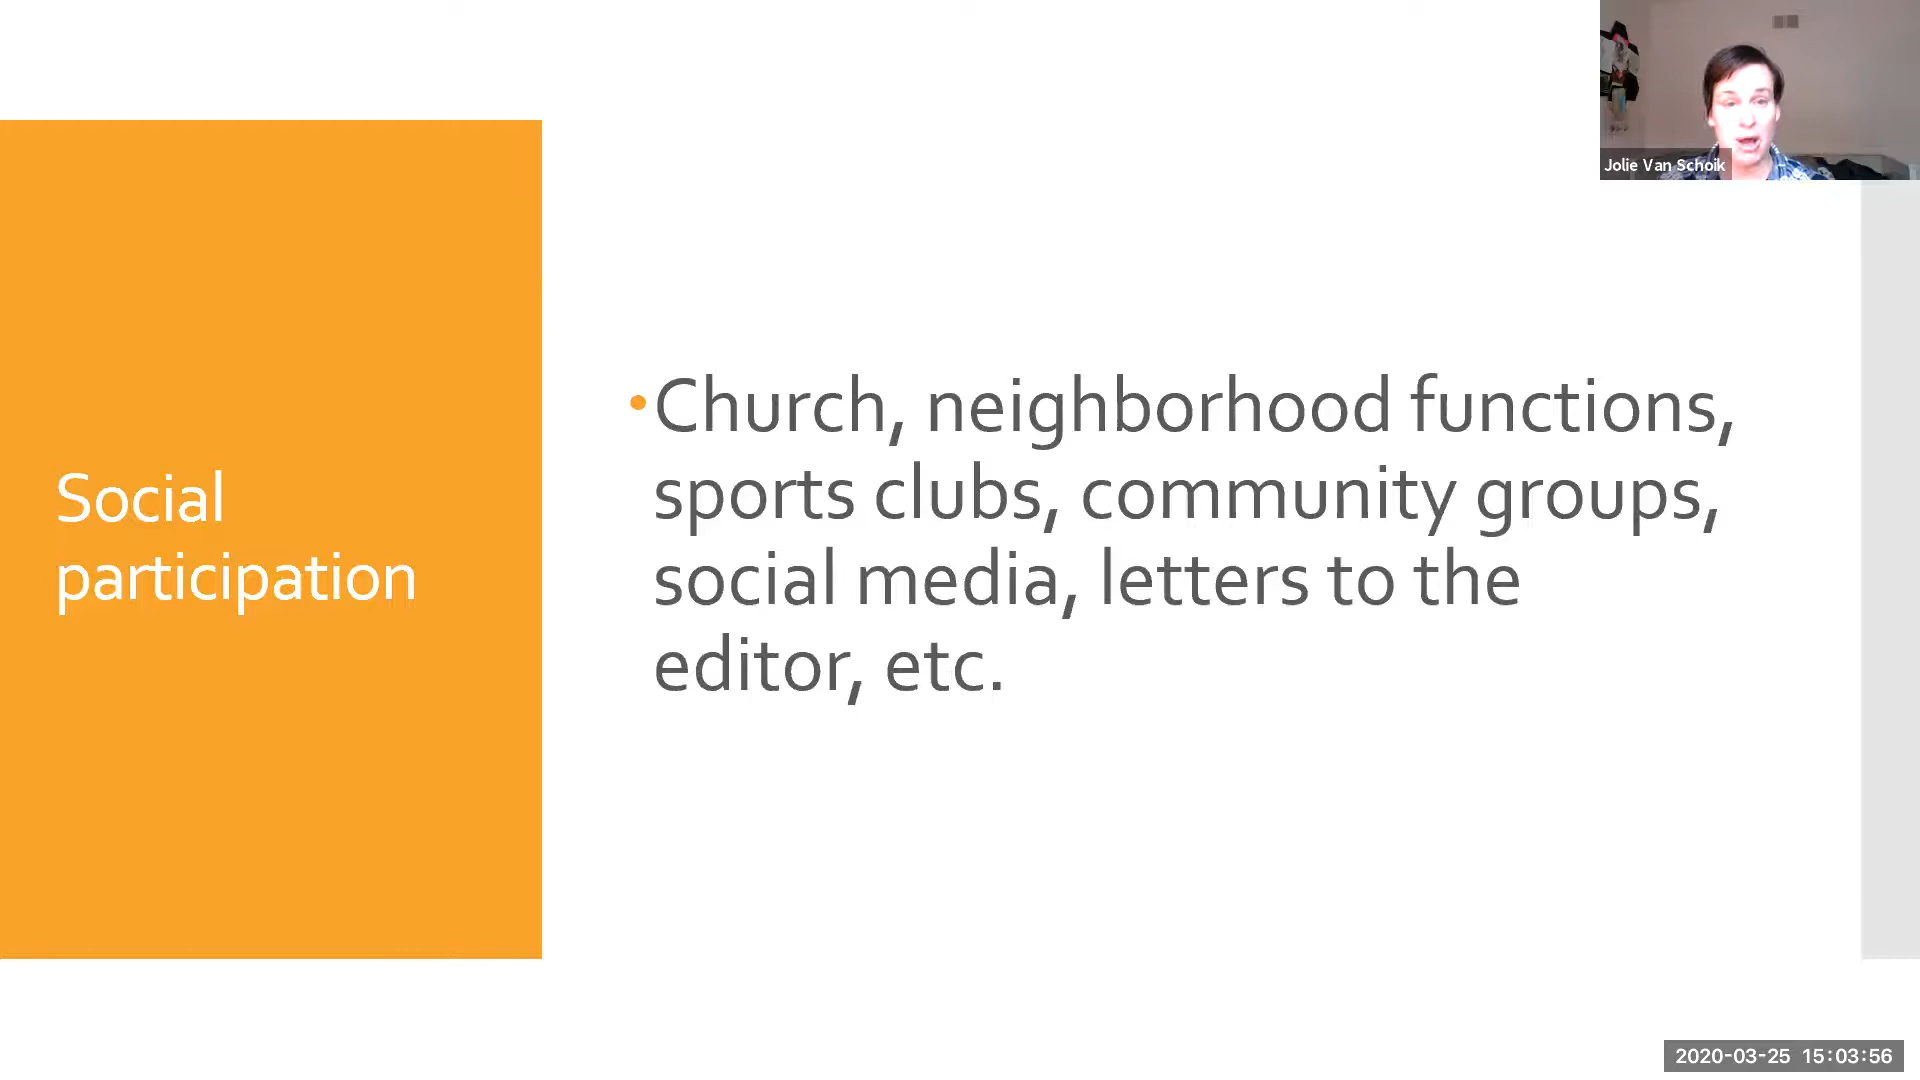 Jolie Van Schoik
Social
participation
•Church, neighborhood functions,
sports clubs, community groups,
social media, letters to the
editor, etc.
2020-03-25 15:03:56